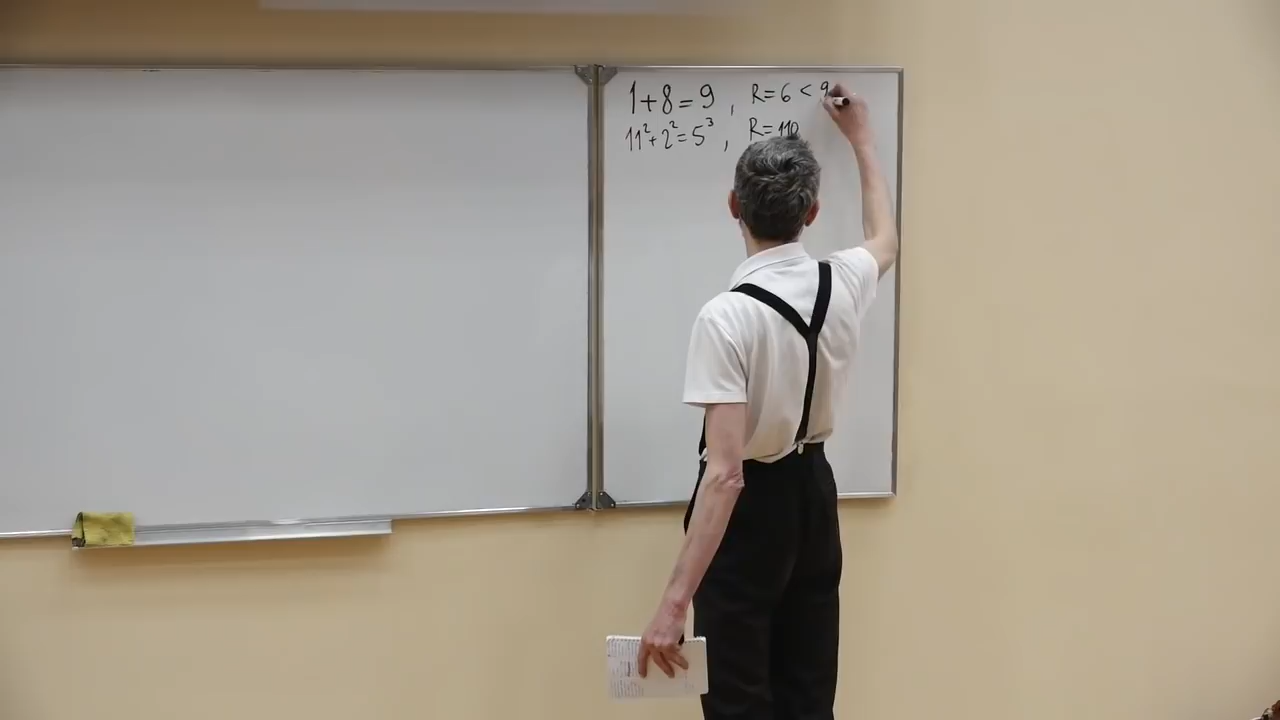 1+8=9, R=6<9
11²+2²=5³, R=110